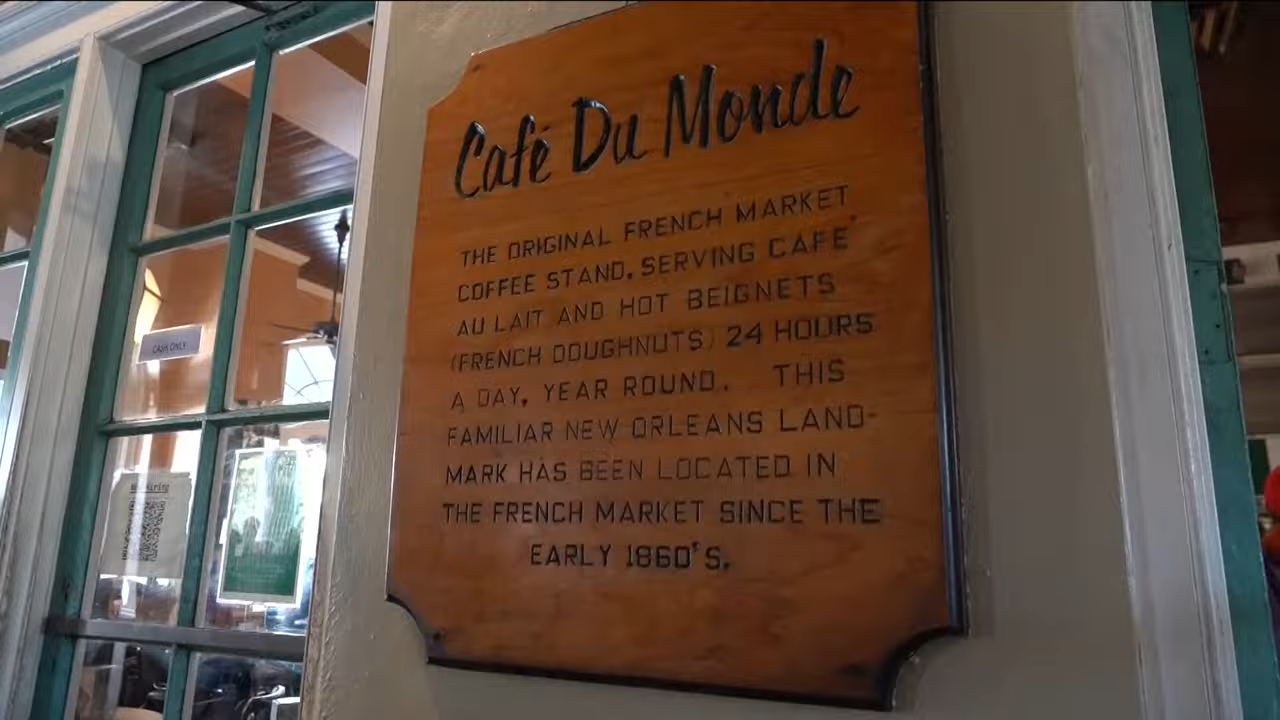 Café Du Monde
THE ORIGINAL FRENCH MARKET
COFFEE STAND, SERVING CAFÉ
AU LAIT AND HOT BEIGNETS
(FRENCH DOUGHNUTS) 24 HOURS
A DAY, YEAR ROUND. THIS
FAMILIAR NEW ORLEANS LAND-
MARK HAS BEEN LOCATED IN
THE FRENCH MARKET SINCE THE
EARLY 1860'S.
CASH ONLY